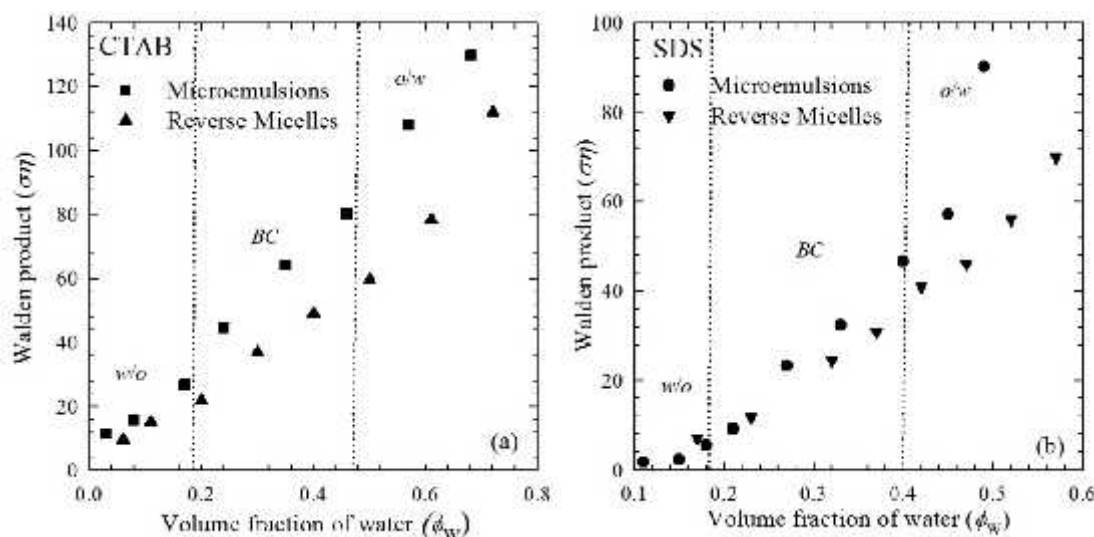 CTAB
Microemulsions
Reverse Micelles
o/w
BC
w/o
(a)
Walden product (ση)
0
20
40
60
80
100
120
140
0.0 0.2 0.4 0.6 0.8
Volume fraction of water (ϕw)
SDS
Microemulsions
Reverse Micelles
o/w
BC
w/o
(b)
Walden product (ση)
0
20
40
60
80
100
0.1 0.2 0.3 0.4 0.5 0.6
Volume fraction of water (ϕw)